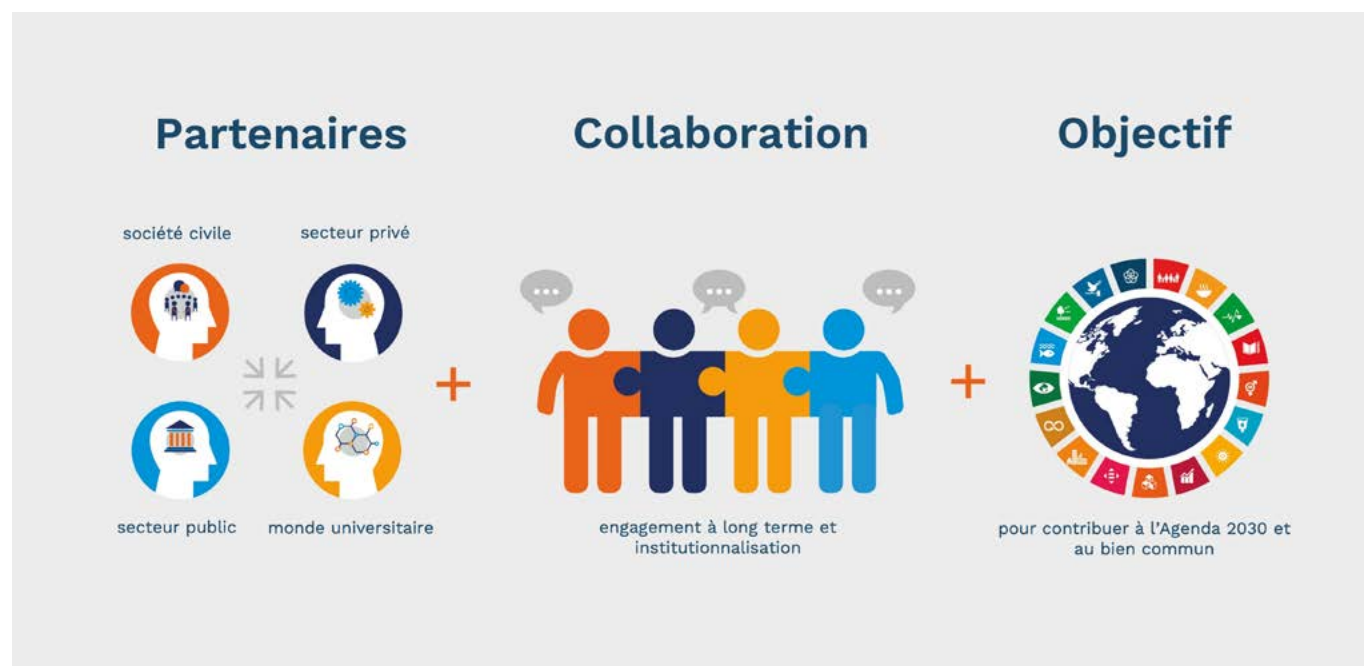 Partenaires
Collaboration
Objectif
société civile
secteur privé
secteur public
monde universitaire
engagement à long terme et
institutionnalisation
pour contribuer à l'Agenda 2030 et
au bien commun